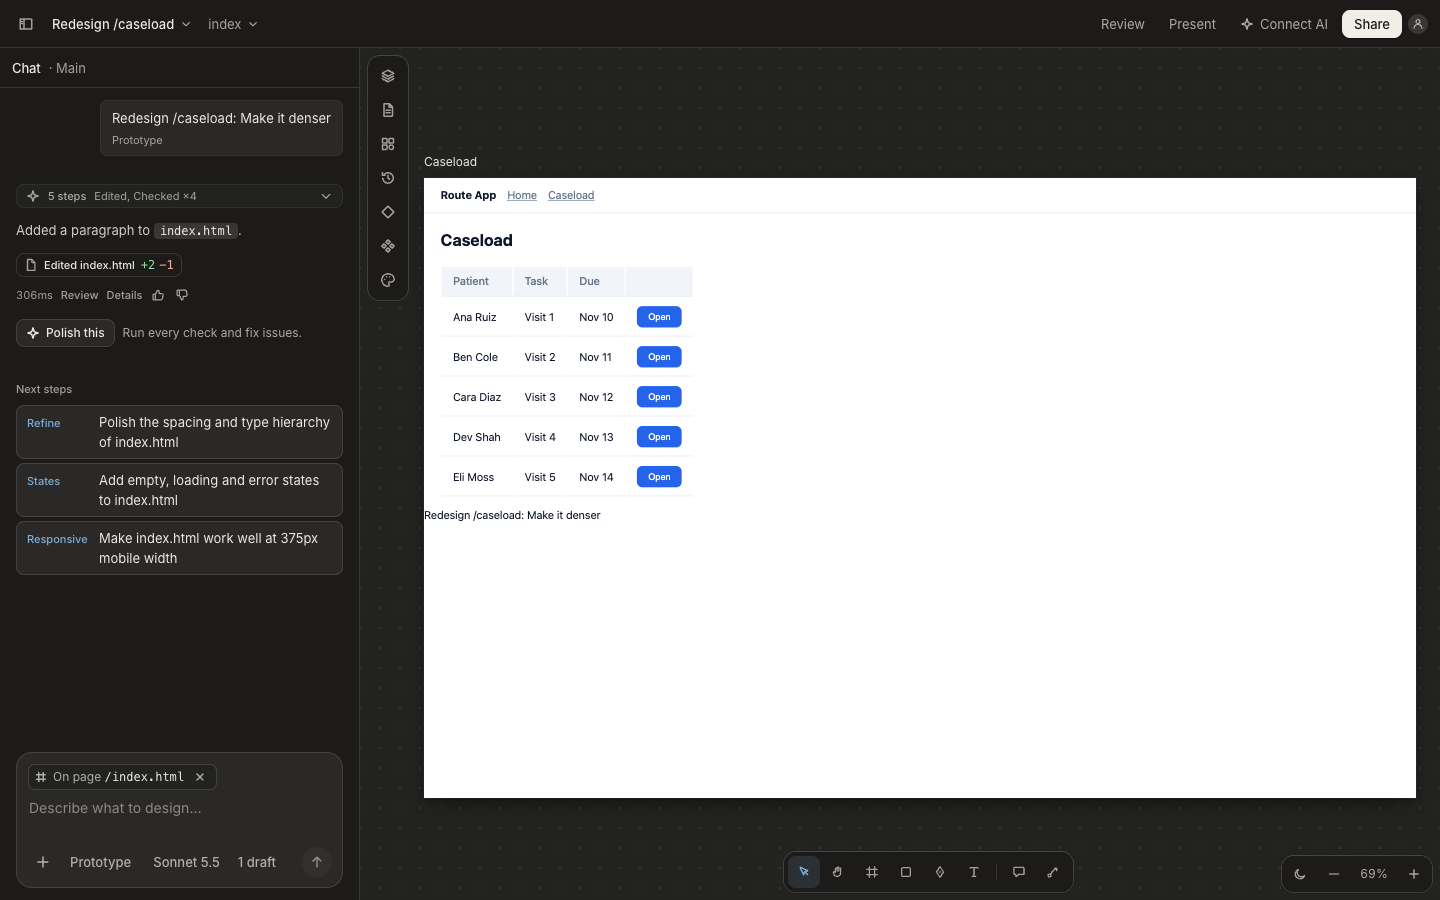 Redesign /caseload
index
Review
Present
Connect AI
Share
Chat · Main
Redesign /caseload: Make it denser
Prototype
5 steps Edited, Checked ×4
Added a paragraph to index.html.
Edited index.html +2 −1
306ms Review Details
Polish this Run every check and fix issues.
Next steps
Refine Polish the spacing and type hierarchy
of index.html
States Add empty, loading and error states
to index.html
Responsive Make index.html work well at 375px
mobile width
On page /index.html
Describe what to design...
Prototype Sonnet 5.5 1 draft
Caseload
Route App Home Caseload
Caseload
Patient Task Due
Ana Ruiz Visit 1 Nov 10 Open
Ben Cole Visit 2 Nov 11 Open
Cara Diaz Visit 3 Nov 12 Open
Dev Shah Visit 4 Nov 13 Open
Eli Moss Visit 5 Nov 14 Open
Redesign /caseload: Make it denser
69%